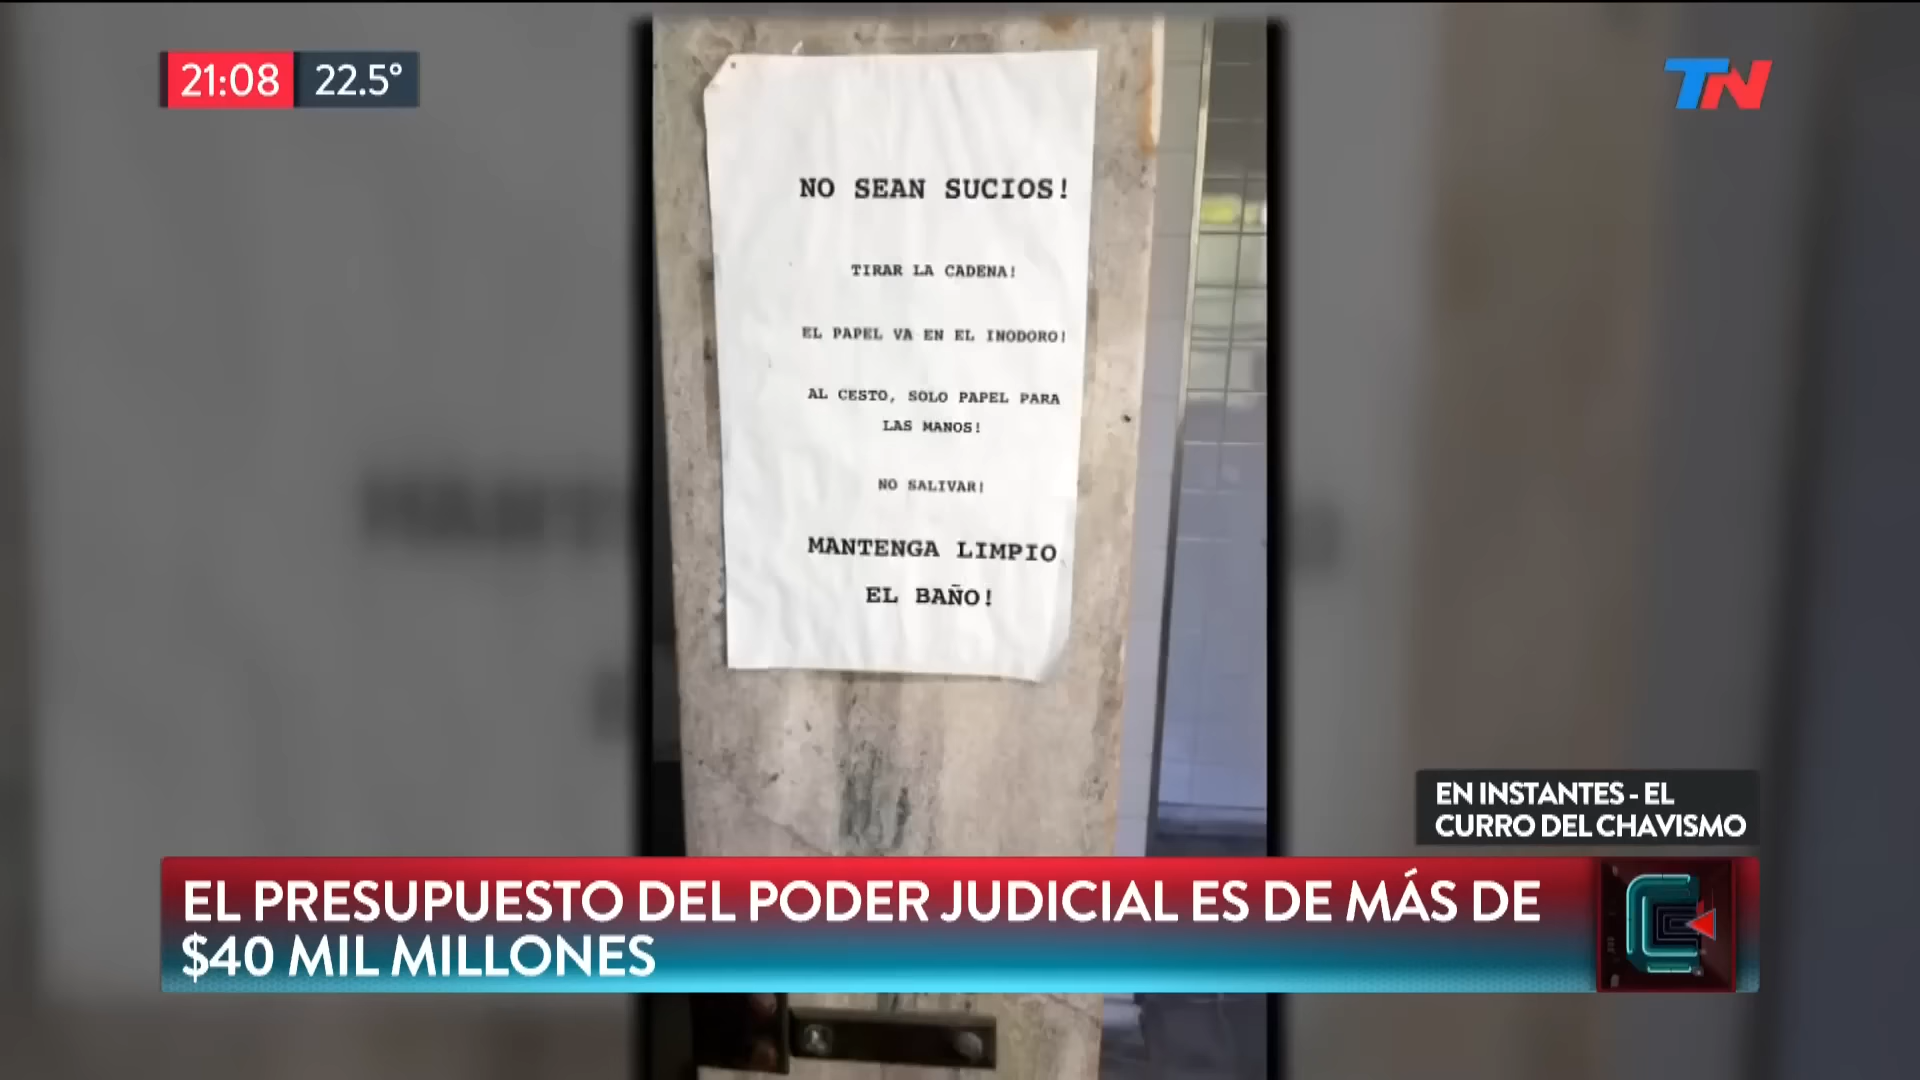 21:08 22.5°
TN
NO SEAN SUCIOS!
TIRAR LA CADENA!
EL PAPEL VA EN EL INODORO!
AL CESTO, SOLO PAPEL PARA
LAS MANOS!
NO SALIVAR!
MANTENGA LIMPIO
EL BAÑO!
EN INSTANTES - EL
CURRO DEL CHAVISMO
EL PRESUPUESTO DEL PODER JUDICIAL ES DE MÁS DE
$40 MIL MILLONES